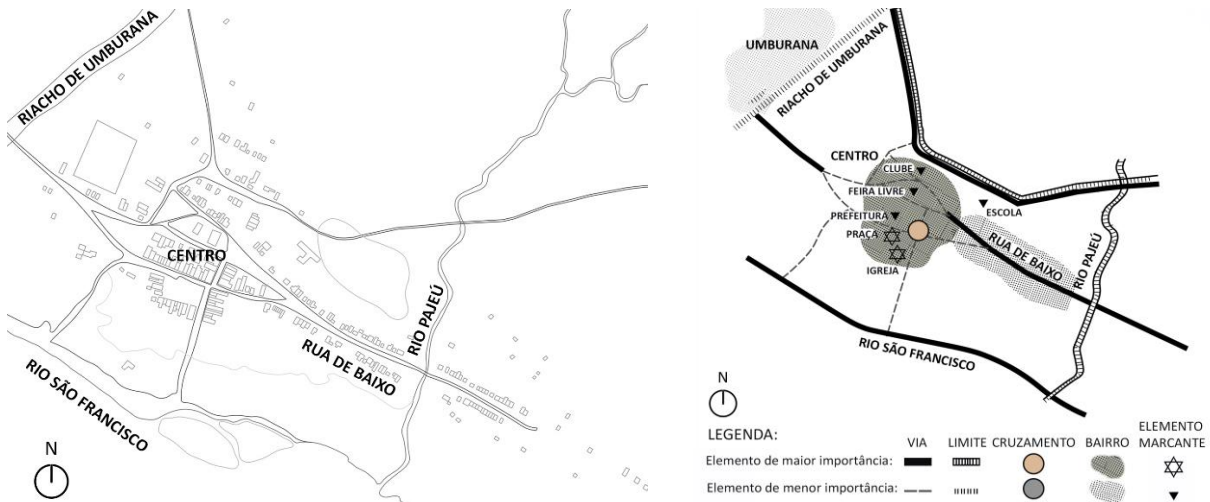 RIACHO DE UMBURANA
CENTRO
RIO PAJEÚ
RUA DE BAIXO
RIO SÃO FRANCISCO
N
UMBURANA
RIACHO DE UMBURANA
CENTRO
CLUBE
FEIRA LIVRE
ESCOLA
PREFEITURA
PRAÇA
IGREJA
RUA DE BAIXO
RIO PAJEÚ
RIO SÃO FRANCISCO
N
LEGENDA:
VIA LIMITE CRUZAMENTO BAIRRO ELEMENTO MARCANTE
Elemento de maior importância:
Elemento de menor importância: